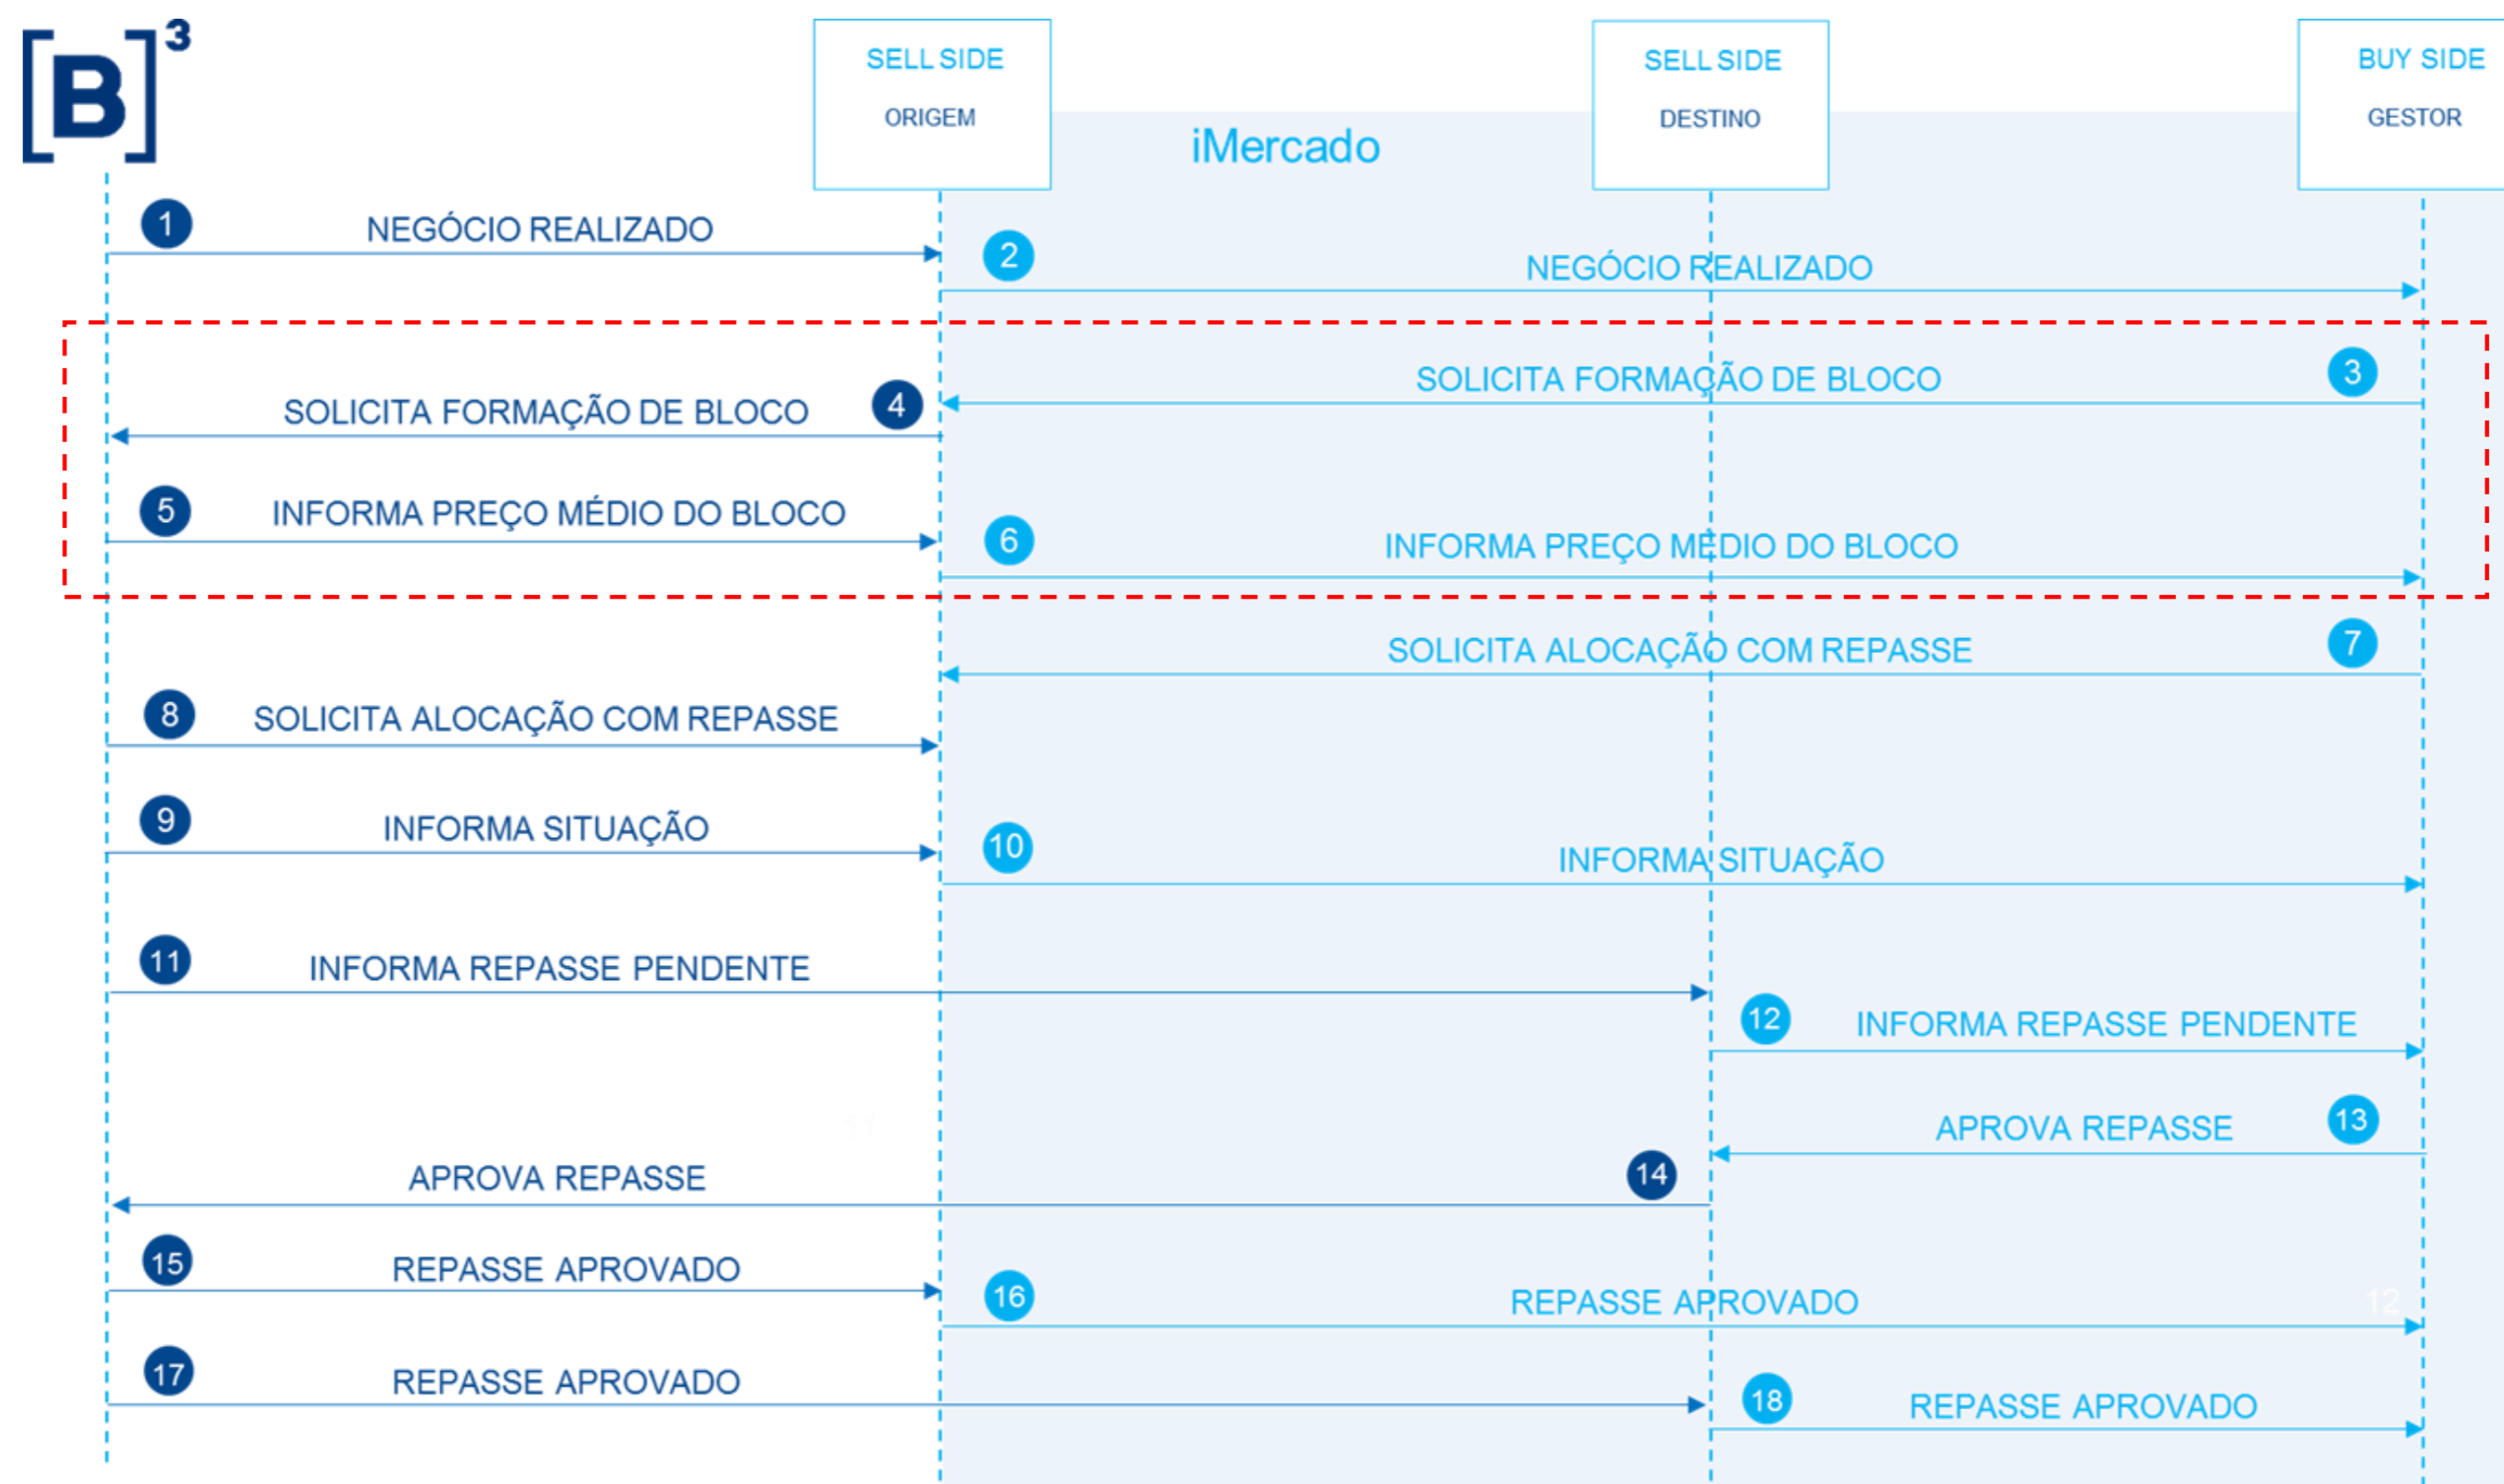 [B]³
SELL SIDE
ORIGEM
SELL SIDE
DESTINO
BUY SIDE
GESTOR
iMercado
1 NEGÓCIO REALIZADO
2 NEGÓCIO REALIZADO
SOLICITA FORMAÇÃO DE BLOCO 3
SOLICITA FORMAÇÃO DE BLOCO 4
5 INFORMA PREÇO MÉDIO DO BLOCO
6 INFORMA PREÇO MÉDIO DO BLOCO
SOLICITA ALOCAÇÃO COM REPASSE 7
8 SOLICITA ALOCAÇÃO COM REPASSE
9 INFORMA SITUAÇÃO
10 INFORMA SITUAÇÃO
11 INFORMA REPASSE PENDENTE
12 INFORMA REPASSE PENDENTE
APROVA REPASSE 13
APROVA REPASSE 14
15 REPASSE APROVADO
16 REPASSE APROVADO 12
17 REPASSE APROVADO
18 REPASSE APROVADO